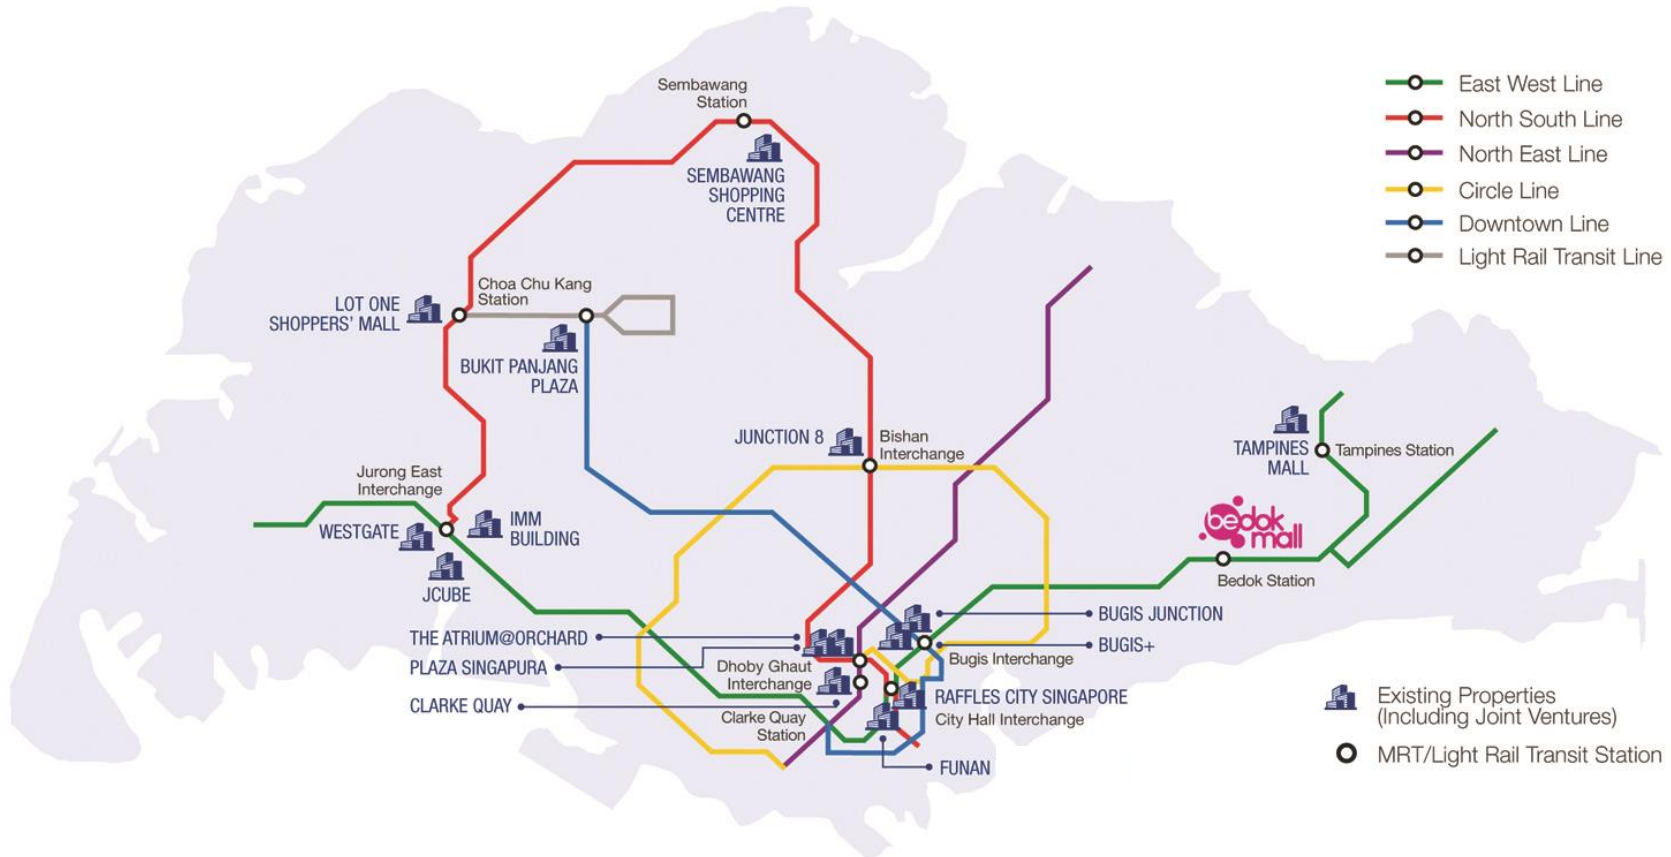 Sembawang
Station
SEMBAWANG
SHOPPING
CENTRE
East West Line
North South Line
North East Line
Circle Line
Downtown Line
Light Rail Transit Line
Choa Chu Kang
Station
LOT ONE
SHOPPERS' MALL
BUKIT PANJANG
PLAZA
JUNCTION 8
Bishan
Interchange
TAMPINES
MALL
Tampines Station
Jurong East
Interchange
WESTGATE
IMM
BUILDING
JCUBE
bedok
mall
Bedok Station
THE ATRIUM@ORCHARD
PLAZA SINGAPURA
CLARKE QUAY
Dhoby Ghaut
Interchange
Clarke Quay
Station
BUGIS JUNCTION
BUGIS+
Bugis Interchange
RAFFLES CITY SINGAPORE
City Hall Interchange
FUNAN
Existing Properties
(Including Joint Ventures)
MRT/Light Rail Transit Station